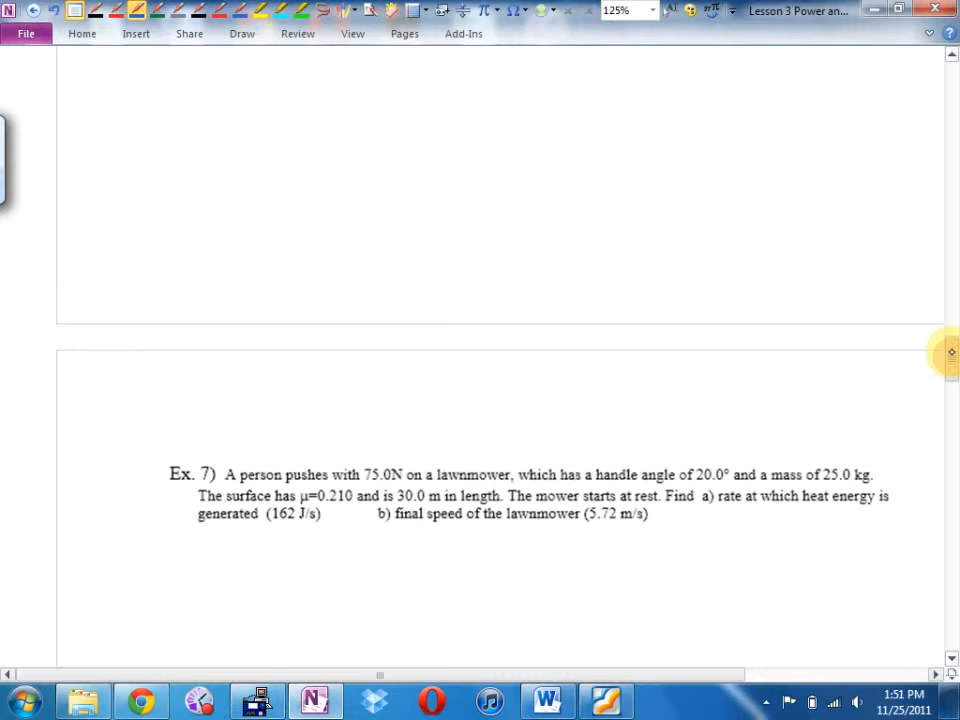 125% Lesson 3 Power an...
File Home Insert Share Draw Review View Pages Add-Ins
Ex. 7) A person pushes with 75.0N on a lawnmower, which has a handle angle of 20.0° and a mass of 25.0 kg.
The surface has μ=0.210 and is 30.0 m in length. The mower starts at rest. Find a) rate at which heat energy is
generated (162 J/s) b) final speed of the lawnmower (5.72 m/s)
1:51 PM
11/25/2011